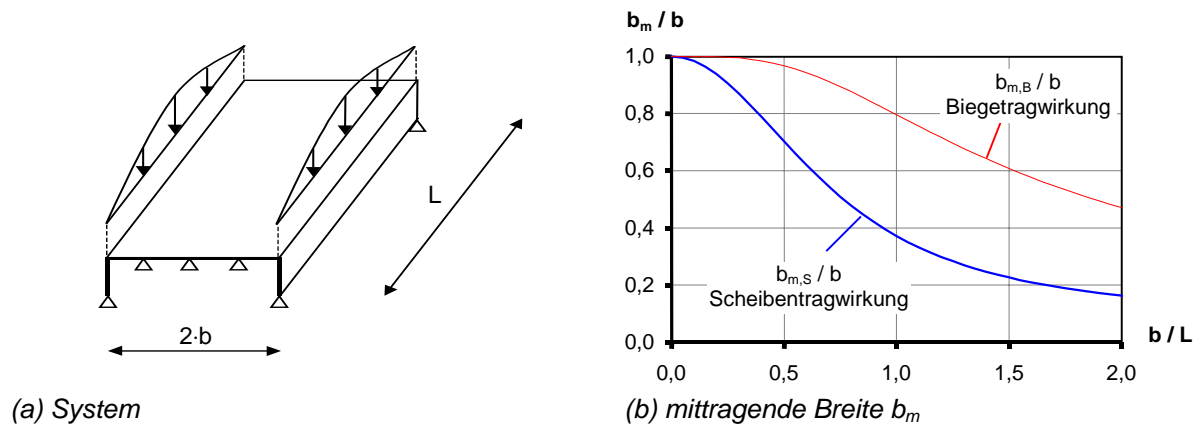 L
2·b
(a) System
b_m / b
1,0
0,8
0,6
0,4
0,2
0,0
b_m,B / b
Biegetragwirkung
b_m,S / b
Scheibentragwirkung
b / L
0,0 0,5 1,0 1,5 2,0
(b) mittragende Breite b_m